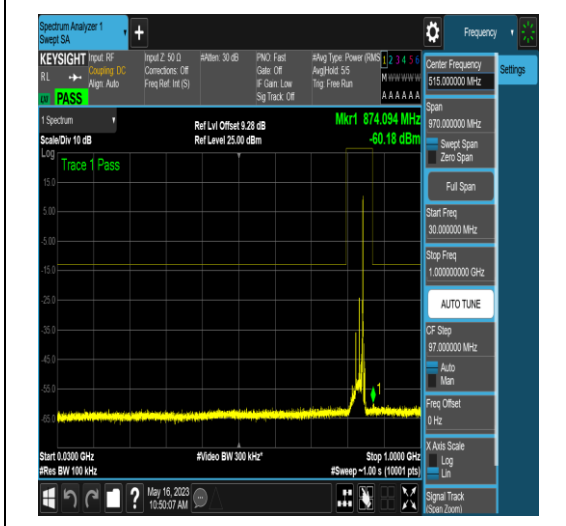 Spectrum Analyzer 1
Swept SA
Frequency
KEYSIGHT
RL
Input: RF
Coupling: DC
Align: Auto
Input Z: 50 Ω
Corrections: Off
Freq Ref: Int (S)
#Atten: 30 dB
PNO: Fast
Gate: Off
IF Gain: Low
Sig Track: Off
#Avg Type: Power (RMS
Avg|Hold: 5/5
Trig: Free Run
1 2 3 4 5 6
M W W W W W
A A A A A A
PASS
1 Spectrum
Scale/Div 10 dB
Ref Lvl Offset 9.28 dB
Ref Level 25.00 dBm
Mkr1 874.094 MHz
-60.18 dBm
Log
Trace 1 Pass
15.0
5.00
-5.00
-15.0
-25.0
-35.0
-45.0
-55.0
-65.0
1
Start 0.0300 GHz
#Res BW 100 kHz
#Video BW 300 kHz*
Stop 1.0000 GHz
#Sweep ~1.00 s (10001 pts)
?
May 16, 2023
10:50:07 AM
Center Frequency
515.000000 MHz
Settings
Span
970.000000 MHz
Swept Span
Zero Span
Full Span
Start Freq
30.000000 MHz
Stop Freq
1.000000000 GHz
AUTO TUNE
CF Step
97.000000 MHz
Auto
Man
Freq Offset
0 Hz
X Axis Scale
Log
Lin
Signal Track
(Span Zoom)